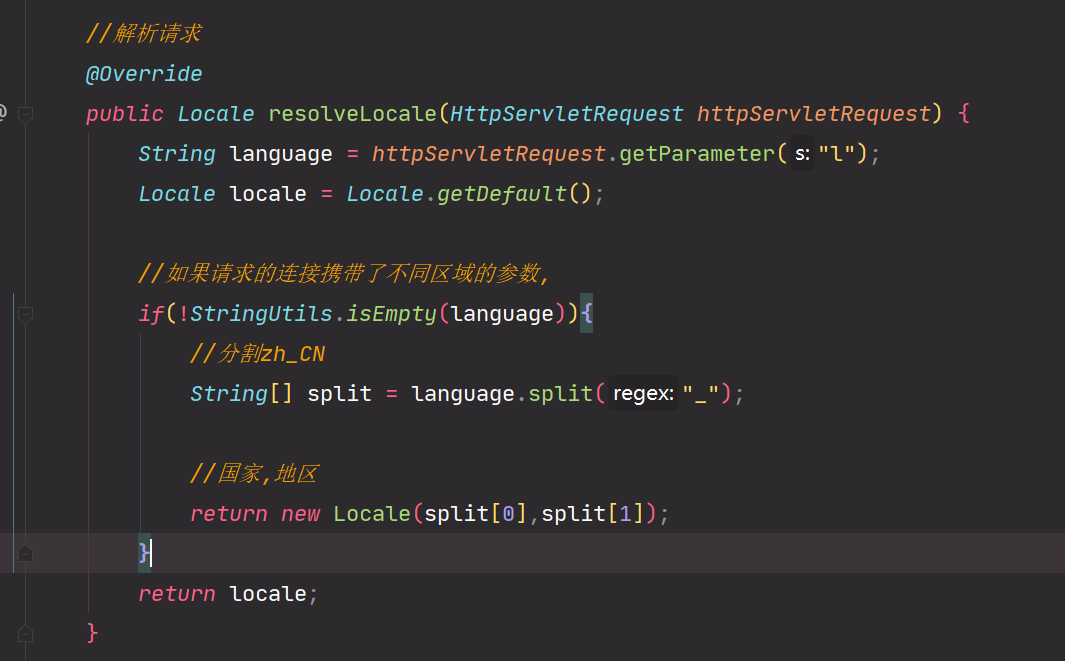 //解析请求
@Override
public Locale resolveLocale(HttpServletRequest httpServletRequest) {
String language = httpServletRequest.getParameter( s: "l");
Locale locale = Locale.getDefault();
//如果请求的连接携带了不同区域的参数,
if(!StringUtils.isEmpty(language)){
//分割zh_CN
String[] split = language.split( regex: "_");
//国家,地区
return new Locale(split[0],split[1]);
}
return locale;
}